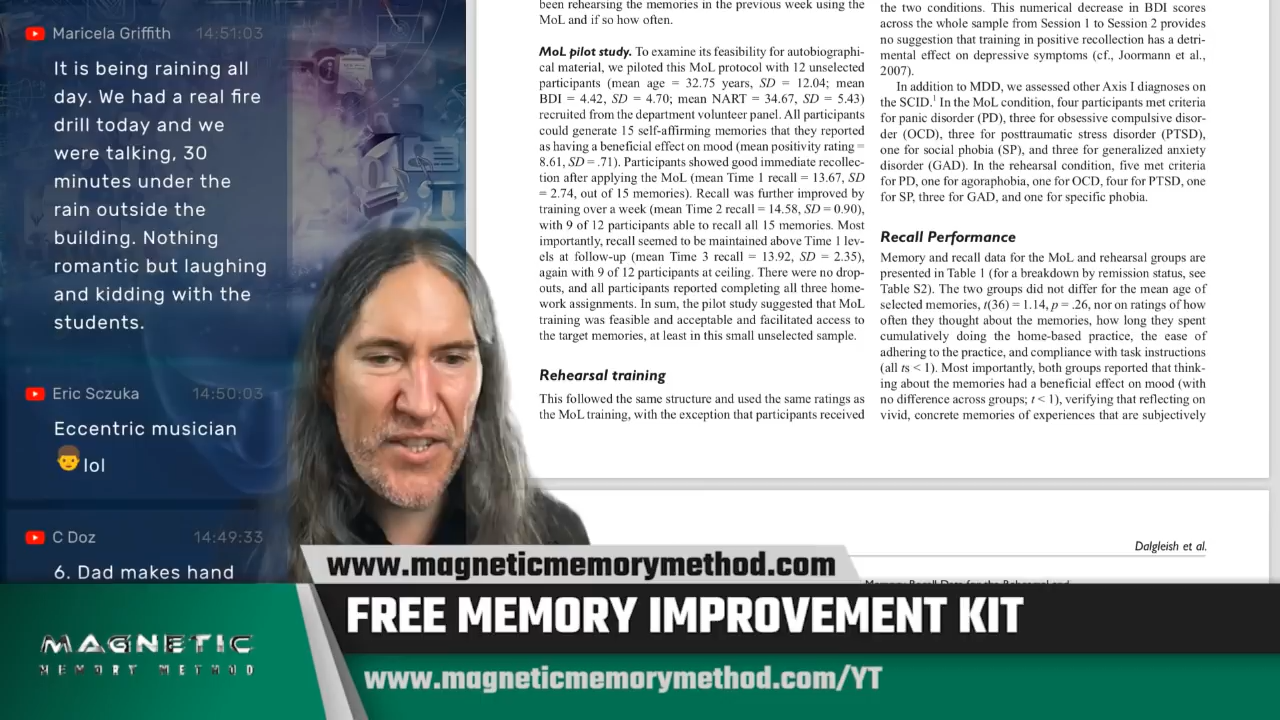 Maricela Griffith 14:51:03
It is being raining all
day. We had a real fire
drill today and we
were talking, 30
minutes under the
rain outside the
building. Nothing
romantic but laughing
and kidding with the
students.
Eric Sczuka 14:50:03
Eccentric musician
👨 lol
C Doz 14:49:33
6. Dad makes hand
been rehearsing the memories in the previous week using the
MoL and if so how often.
MoL pilot study. To examine its feasibility for autobiographi-
cal material, we piloted this MoL protocol with 12 unselected
participants (mean age = 32.75 years, SD = 12.04; mean
BDI = 4.42, SD = 4.70; mean NART = 34.67, SD = 5.43)
recruited from the department volunteer panel. All participants
could generate 15 self-affirming memories that they reported
as having a beneficial effect on mood (mean positivity rating =
8.61, SD = .71). Participants showed good immediate recollec-
tion after applying the MoL (mean Time 1 recall = 13.67, SD
= 2.74, out of 15 memories). Recall was further improved by
training over a week (mean Time 2 recall = 14.58, SD = 0.90),
with 9 of 12 participants able to recall all 15 memories. Most
importantly, recall seemed to be maintained above Time 1 lev-
els at follow-up (mean Time 3 recall = 13.92, SD = 2.35),
again with 9 of 12 participants at ceiling. There were no drop-
outs, and all participants reported completing all three home-
work assignments. In sum, the pilot study suggested that MoL
training was feasible and acceptable and facilitated access to
the target memories, at least in this small unselected sample.
Rehearsal training
This followed the same structure and used the same ratings as
the MoL training, with the exception that participants received
the two conditions. This numerical decrease in BDI scores
across the whole sample from Session 1 to Session 2 provides
no suggestion that training in positive recollection has a detri-
mental effect on depressive symptoms (cf., Joormann et al.,
2007).
In addition to MDD, we assessed other Axis I diagnoses on
the SCID.¹ In the MoL condition, four participants met criteria
for panic disorder (PD), three for obsessive compulsive disor-
der (OCD), three for posttraumatic stress disorder (PTSD),
one for social phobia (SP), and three for generalized anxiety
disorder (GAD). In the rehearsal condition, five met criteria
for PD, one for agoraphobia, one for OCD, four for PTSD, one
for SP, three for GAD, and one for specific phobia.
Recall Performance
Memory and recall data for the MoL and rehearsal groups are
presented in Table 1 (for a breakdown by remission status, see
Table S2). The two groups did not differ for the mean age of
selected memories, t(36) = 1.14, p = .26, nor on ratings of how
often they thought about the memories, how long they spent
cumulatively doing the home-based practice, the ease of
adhering to the practice, and compliance with task instructions
(all ts < 1). Most importantly, both groups reported that think-
ing about the memories had a beneficial effect on mood (with
no difference across groups; t < 1), verifying that reflecting on
vivid, concrete memories of experiences that are subjectively
Dalgleish et al.
www.magneticmemorymethod.com
FREE MEMORY IMPROVEMENT KIT
www.magneticmemorymethod.com/YT
MAGNETIC
MEMORY METHOD